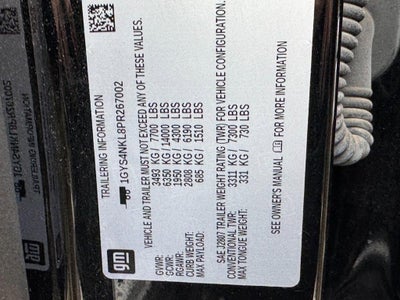 TRAILERING INFORMATION
1GYS4NKL8PR267002
VEHICLE AND TRAILER MUST NOT EXCEED ANY OF THESE VALUES.
GVWR: 3493 KG / 7700 LBS
GCWR: 6350 KG / 14000 LBS
RGAWR: 1950 KG / 4300 LBS
CURB WEIGHT: 2808 KG / 6190 LBS
MAX PAYLOAD: 685 KG / 1510 LBS
SAE J2807 TRAILER WEIGHT RATING (TWR) FOR VEHICLE CONFIGURATION.
CONVENTIONAL TWR: 3311 KG / 7300 LBS
MAX TONGUE WEIGHT: 331 KG / 730 LBS
SEE OWNER'S MANUAL FOR MORE INFORMATION
gm